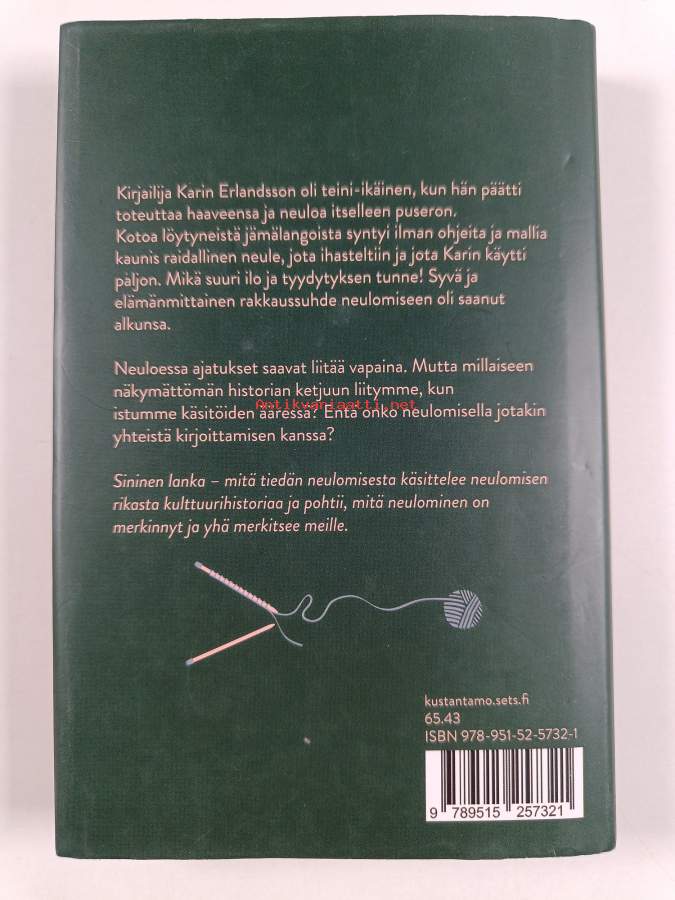 Kirjailija Karin Erlandsson oli teini-ikäinen, kun hän päätti
toteuttaa haaveensa ja neuloa itselleen puseron.
Kotoa löytyneistä jämälangoista syntyi ilman ohjeita ja mallia
kaunis raidallinen neule, jota ihasteltiin ja jota Karin käytti
paljon. Mikä suuri ilo ja tyydytyksen tunne! Syvä ja
elämänmittainen rakkaussuhde neulomiseen oli saanut
alkunsa.
Neuloessa ajatukset saavat liitää vapaina. Mutta millaiseen
näkymättömän historian ketjuun liitymme, kun
istumme käsitöiden ääressä? Entä onko neulomisella jotakin
Antikvariaatti.net
yhteistä kirjoittamisen kanssa?
Sininen lanka – mitä tiedän neulomisesta käsittelee neulomisen
rikasta kulttuurihistoriaa ja pohtii, mitä neulominen on
merkinnyt ja yhä merkitsee meille.
kustantamo.sets.fi
65.43
ISBN 978-951-52-5732-1
9 789515 257321